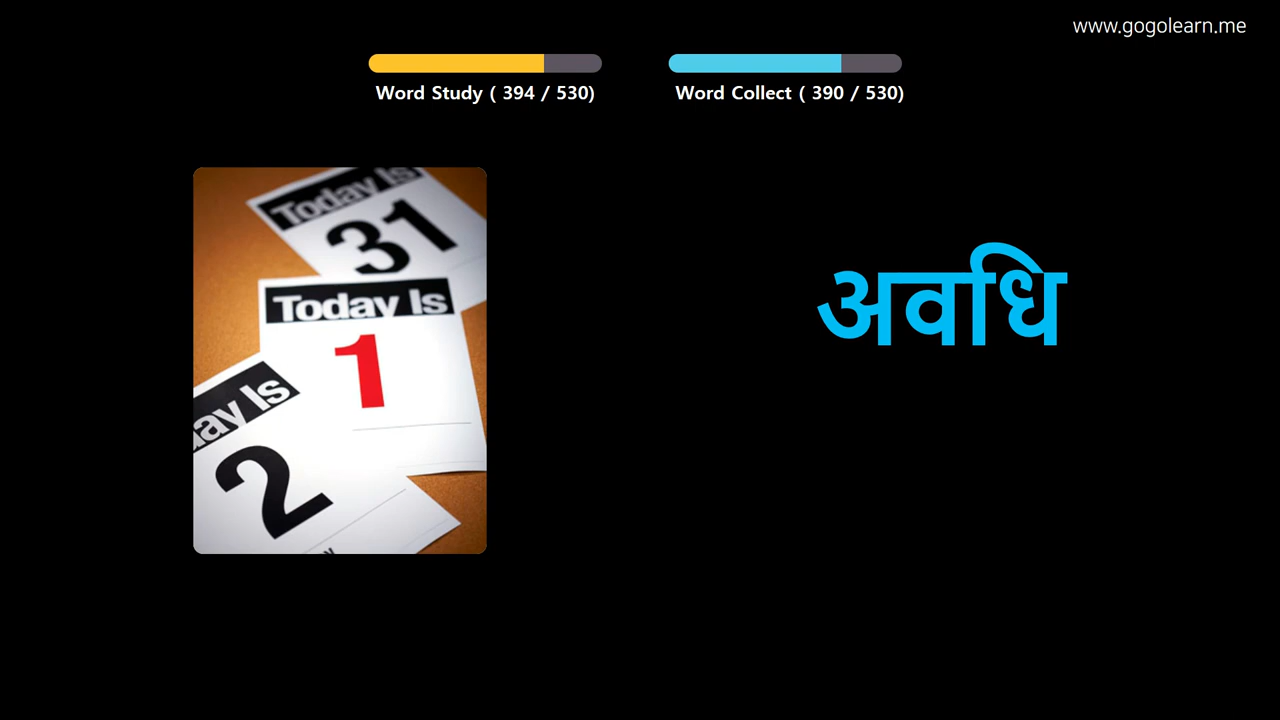 www.gogolearn.me
Word Study ( 394 / 530)
Word Collect ( 390 / 530)
Today Is
31
Today Is
1
ay Is
2
अवधि